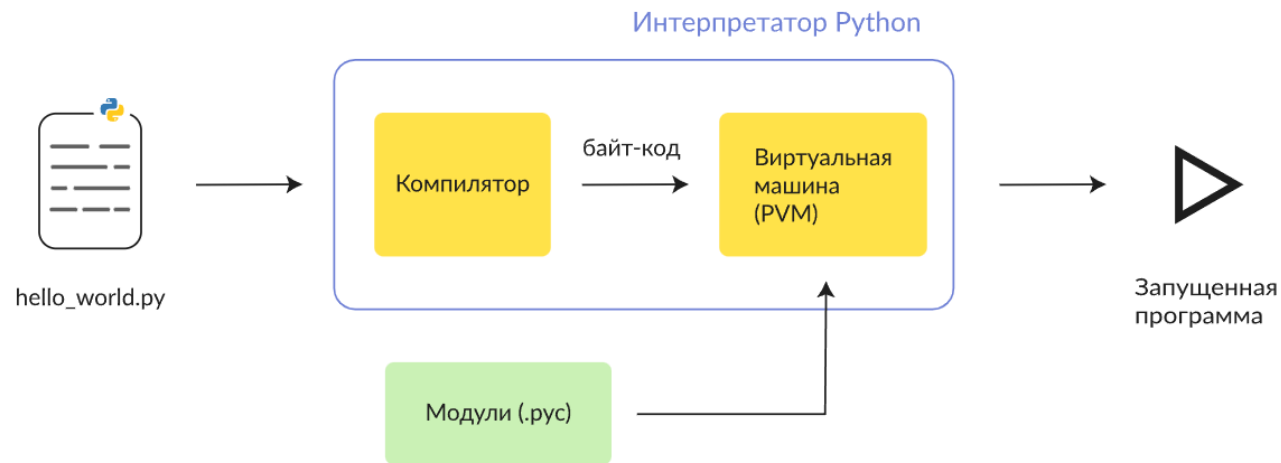 Интерпретатор Python
байт-код
Компилятор
Виртуальная
машина
(PVM)
hello_world.py
Запущенная
программа
Модули (.pyc)